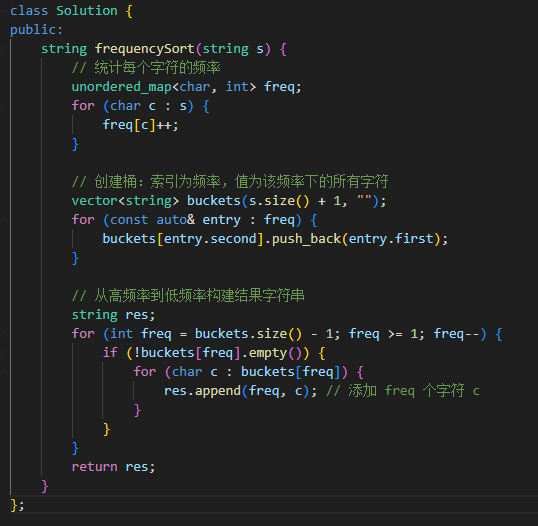 class Solution {
public:
    string frequencySort(string s) {
        // 统计每个字符的频率
        unordered_map<char, int> freq;
        for (char c : s) {
            freq[c]++;
        }

        // 创建桶：索引为频率，值为该频率下的所有字符
        vector<string> buckets(s.size() + 1, "");
        for (const auto& entry : freq) {
            buckets[entry.second].push_back(entry.first);
        }

        // 从高频率到低频率构建结果字符串
        string res;
        for (int freq = buckets.size() - 1; freq >= 1; freq--) {
            if (!buckets[freq].empty()) {
                for (char c : buckets[freq]) {
                    res.append(freq, c); // 添加 freq 个字符 c
                }
            }
        }
        return res;
    }
};